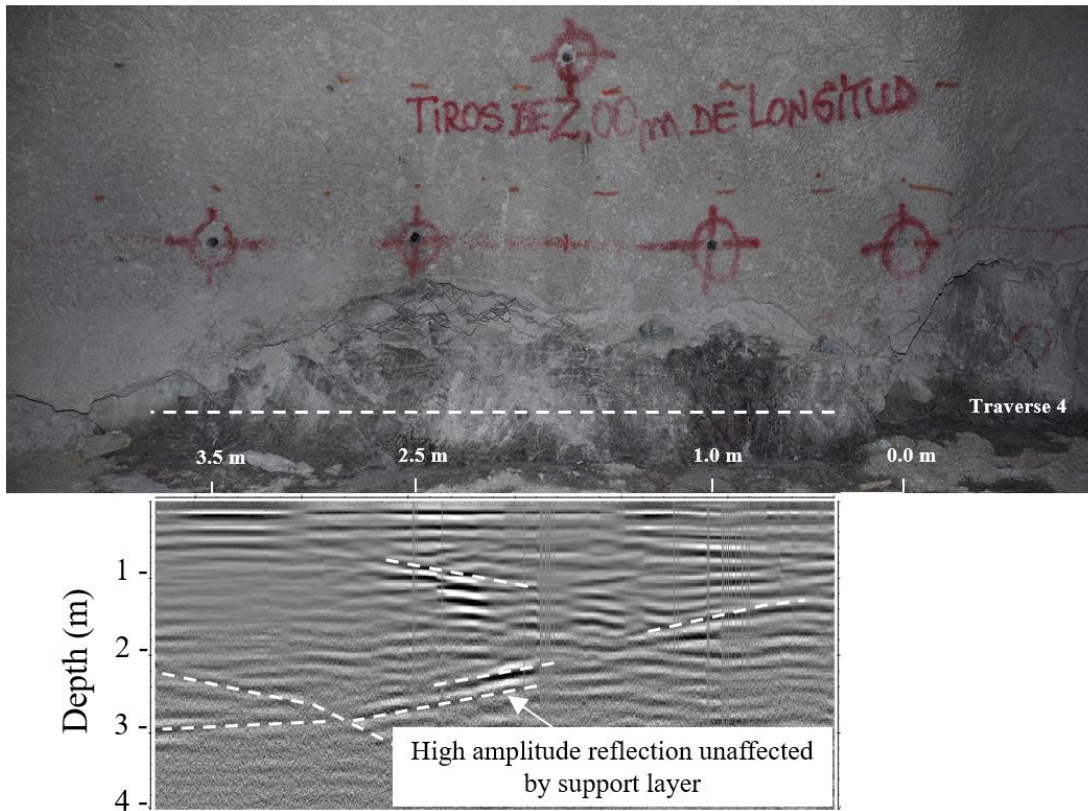 TIROS DE 2,00m DE LONGITUD
Traverse 4
3.5 m
2.5 m
1.0 m
0.0 m
Depth (m)
1 -
2 -
3 -
4 -
High amplitude reflection unaffected
by support layer